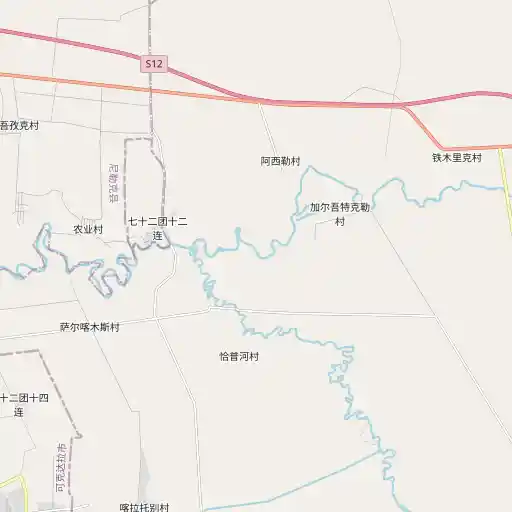 S12
吾孜克村
阿西勒村
铁木里克村
尼勒克县
加尔吾特克勒
村
七十二团十二
连
农业村
萨尔喀木斯村
恰普河村
十二团十四
连
可克达拉市
喀拉托别村